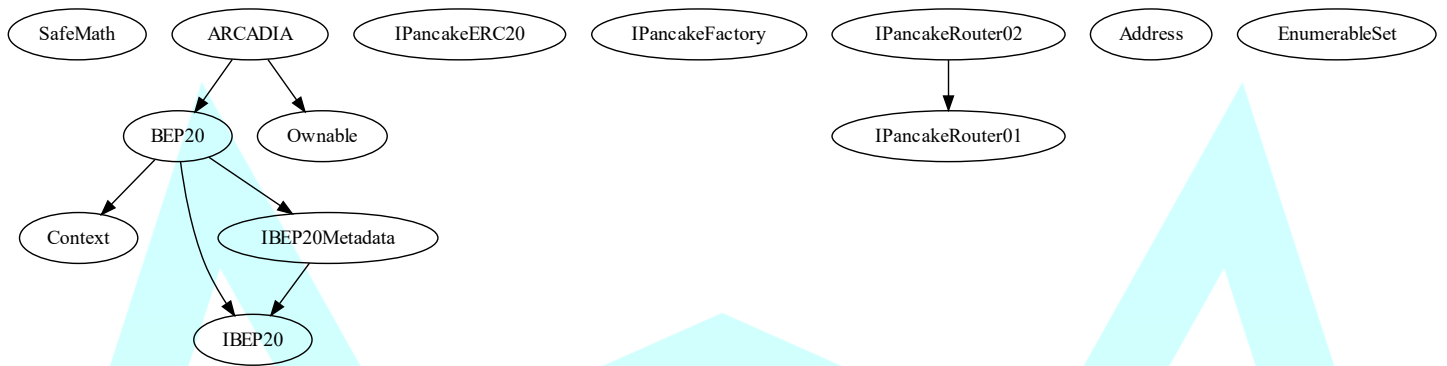 SafeMath
ARCADIA
IPancakeERC20
IPancakeFactory
IPancakeRouter02
Address
EnumerableSet
BEP20
Ownable
IPancakeRouter01
Context
IBEP20Metadata
IBEP20